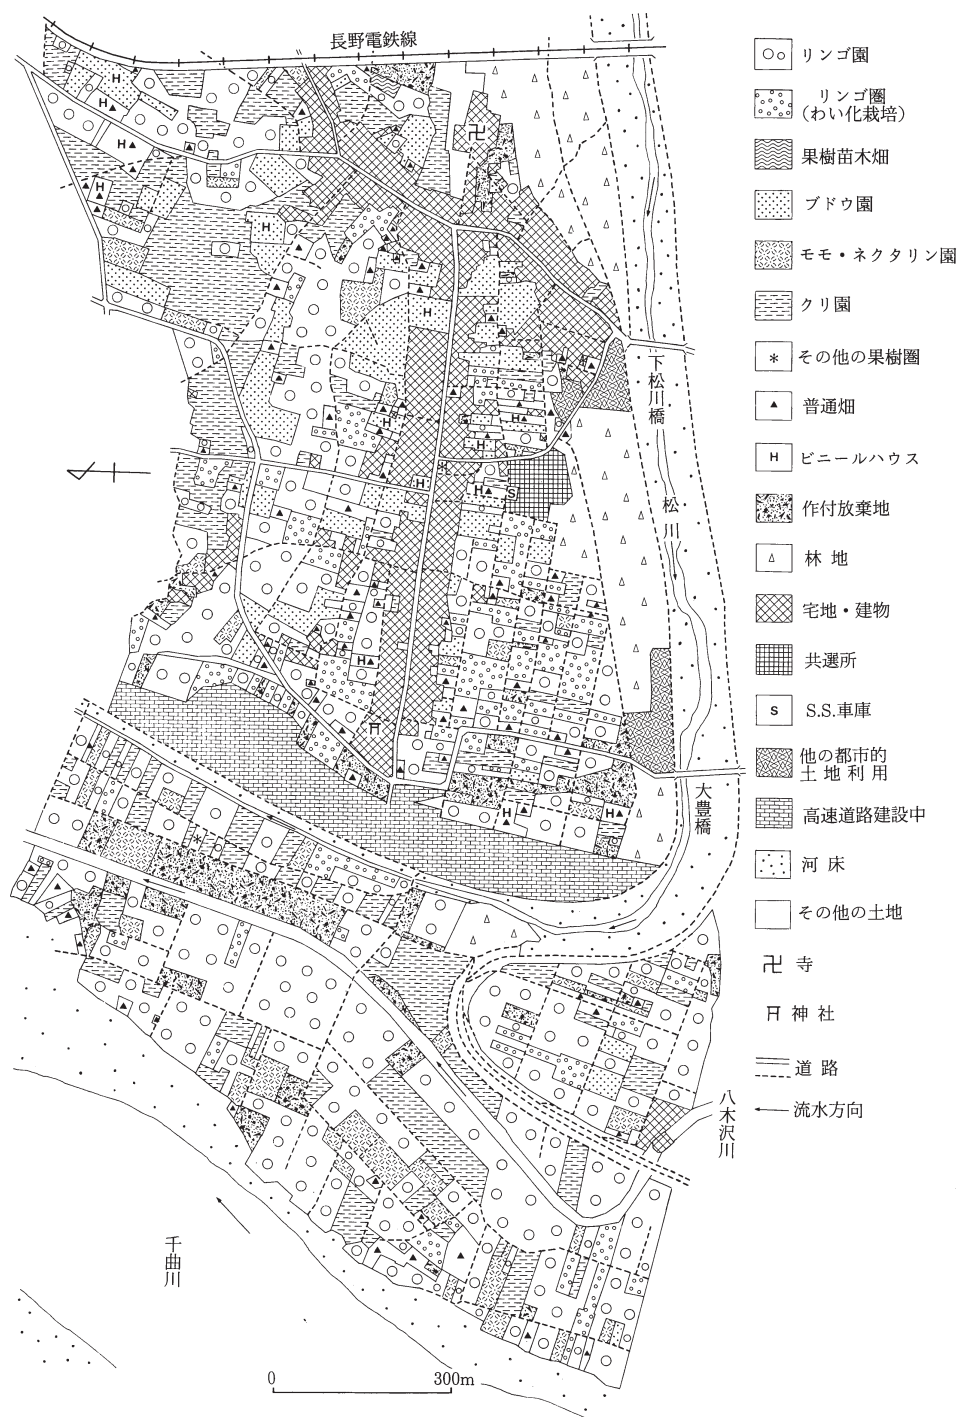 長野電鉄線
下松川橋
松川
大豊橋
八木沢川
千曲川
0 300m
リンゴ園
リンゴ圏
(わい化栽培)
果樹苗木畑
ブドウ園
モモ・ネクタリン園
クリ園
その他の果樹圏
普通畑
H ビニールハウス
作付放棄地
林地
宅地・建物
共選所
S S.S.車庫
他の都市的
土地利用
高速道路建設中
河床
その他の土地
卍 寺
神社
道路
流水方向